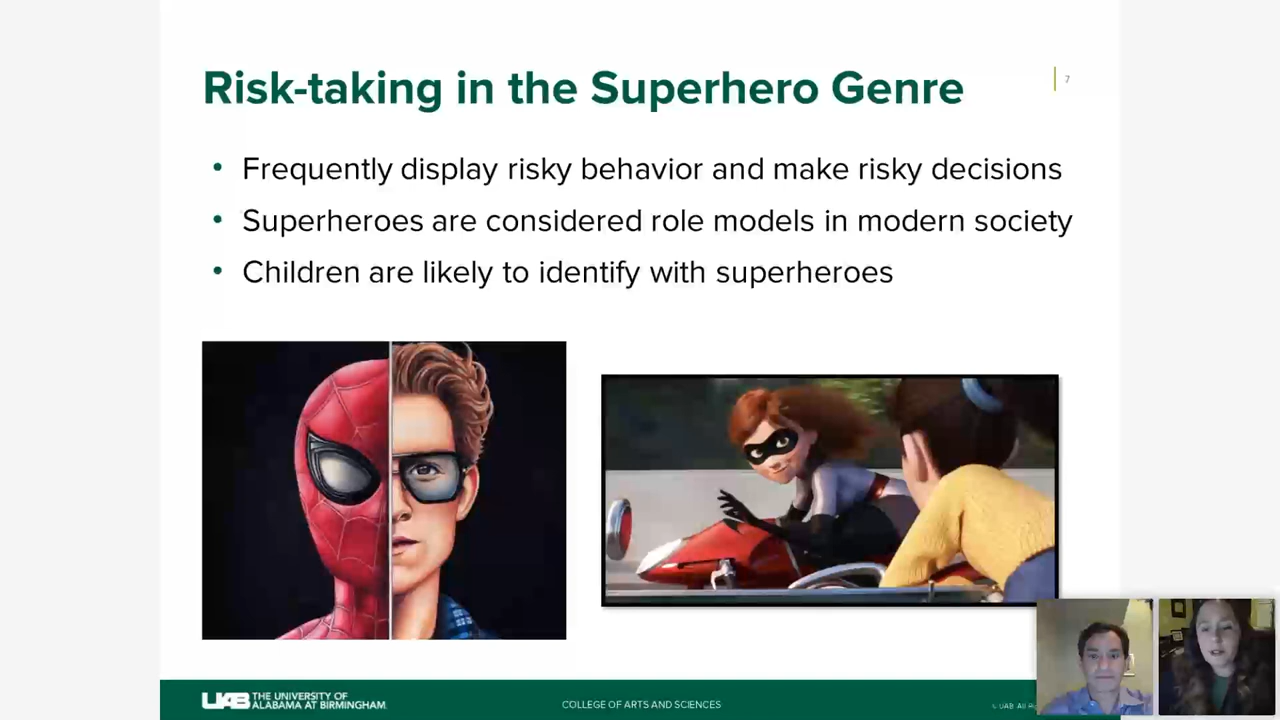 Risk-taking in the Superhero Genre
7
• Frequently display risky behavior and make risky decisions
• Superheroes are considered role models in modern society
• Children are likely to identify with superheroes
UAB THE UNIVERSITY OF
ALABAMA AT BIRMINGHAM
COLLEGE OF ARTS AND SCIENCES
© UAB. All